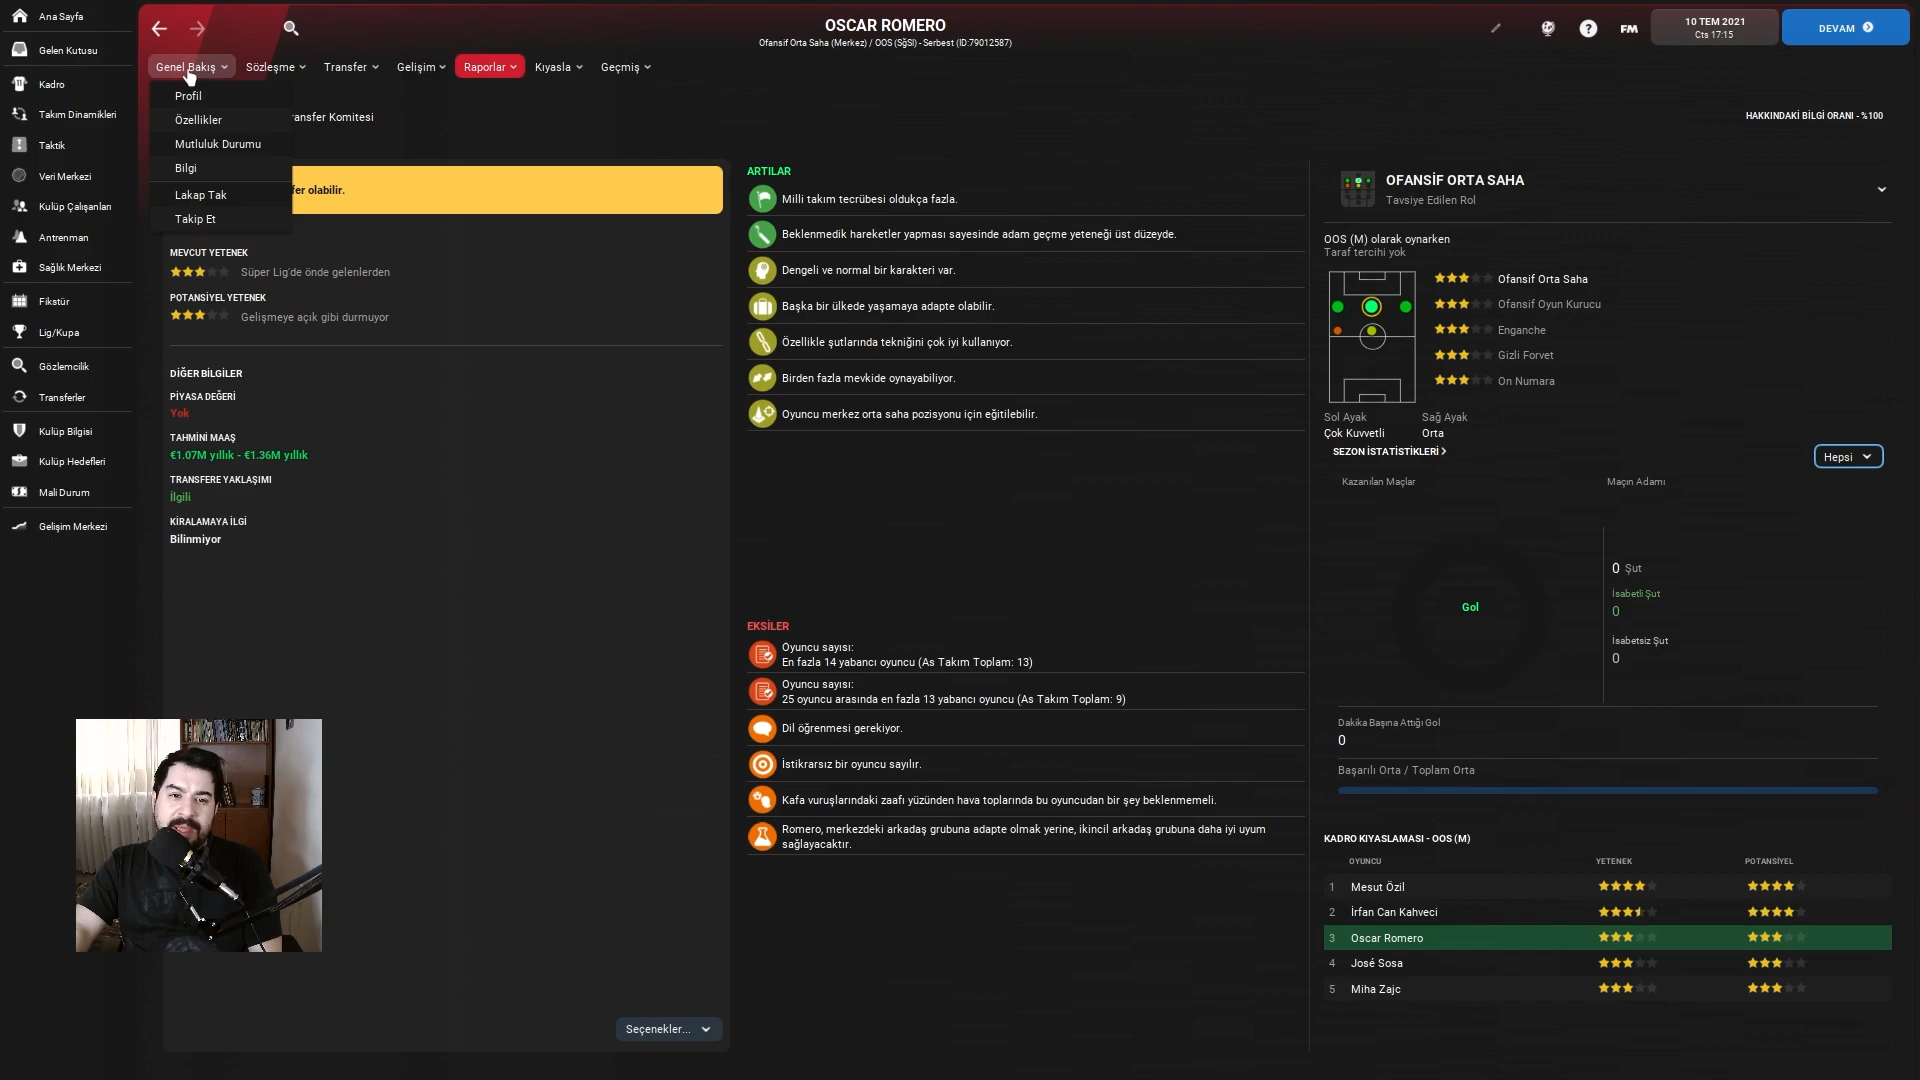 Ana Sayfa
Gelen Kutusu
Kadro
Takım Dinamikleri
Taktik
Veri Merkezi
Kulüp Çalışanları
Antrenman
Sağlık Merkezi
Fikstür
Lig/Kupa
Gözlemcilik
Transferler
Kulüp Bilgisi
Kulüp Hedefleri
Mali Durum
Gelişim Merkezi
OSCAR ROMERO
Ofansif Orta Saha (Merkez) / OOS (SğSl) - Serbest (ID:79012587)
FM
10 TEM 2021
Cts 17:15
DEVAM
Genel Bakış
Sözleşme
Transfer
Gelişim
Raporlar
Kıyasla
Geçmiş
Profil
Özellikler
Mutluluk Durumu
Bilgi
Lakap Tak
Takip Et
ransfer Komitesi
HAKKINDAKİ BİLGİ ORANI - %100
fer olabilir.
MEVCUT YETENEK
Süper Lig'de önde gelenlerden
POTANSİYEL YETENEK
Gelişmeye açık gibi durmuyor
DİĞER BİLGİLER
PİYASA DEĞERİ
Yok
TAHMİNİ MAAŞ
€1.07M yıllık - €1.36M yıllık
TRANSFERE YAKLAŞIMI
İlgili
KİRALAMAYA İLGİ
Bilinmiyor
Seçenekler...
ARTILAR
Milli takım tecrübesi oldukça fazla.
Beklenmedik hareketler yapması sayesinde adam geçme yeteneği üst düzeyde.
Dengeli ve normal bir karakteri var.
Başka bir ülkede yaşamaya adapte olabilir.
Özellikle şutlarında tekniğini çok iyi kullanıyor.
Birden fazla mevkide oynayabiliyor.
Oyuncu merkez orta saha pozisyonu için eğitilebilir.
EKSİLER
Oyuncu sayısı:
En fazla 14 yabancı oyuncu (As Takım Toplam: 13)
Oyuncu sayısı:
25 oyuncu arasında en fazla 13 yabancı oyuncu (As Takım Toplam: 9)
Dil öğrenmesi gerekiyor.
İstikrarsız bir oyuncu sayılır.
Kafa vuruşlarındaki zaafı yüzünden hava toplarında bu oyuncudan bir şey beklenmemeli.
Romero, merkezdeki arkadaş grubuna adapte olmak yerine, ikincil arkadaş grubuna daha iyi uyum
sağlayacaktır.
OFANSİF ORTA SAHA
Tavsiye Edilen Rol
OOS (M) olarak oynarken
Taraf tercihi yok
Ofansif Orta Saha
Ofansif Oyun Kurucu
Enganche
Gizli Forvet
On Numara
Sol Ayak
Sağ Ayak
Çok Kuvvetli
Orta
SEZON İSTATİSTİKLERİ
Hepsi
Kazanılan Maçlar
Maçın Adamı
Gol
0 Şut
İsabetli Şut
0
İsabetsiz Şut
0
Dakika Başına Attığı Gol
0
Başarılı Orta / Toplam Orta
KADRO KIYASLAMASI - OOS (M)
OYUNCU YETENEK POTANSİYEL
1 Mesut Özil
2 İrfan Can Kahveci
3 Oscar Romero
4 José Sosa
5 Miha Zajc